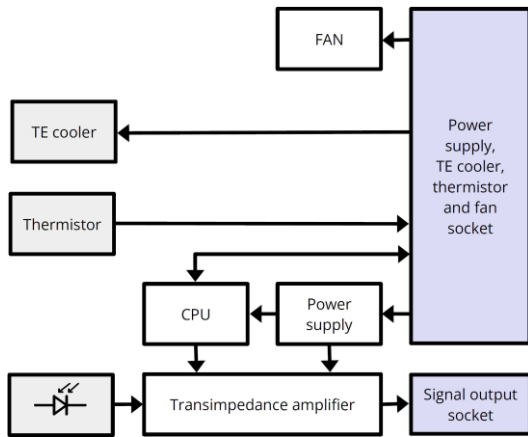 FAN
TE cooler
Power
supply,
TE cooler,
thermistor
and fan
socket
Thermistor
CPU
Power
supply
Transimpedance amplifier
Signal output
socket